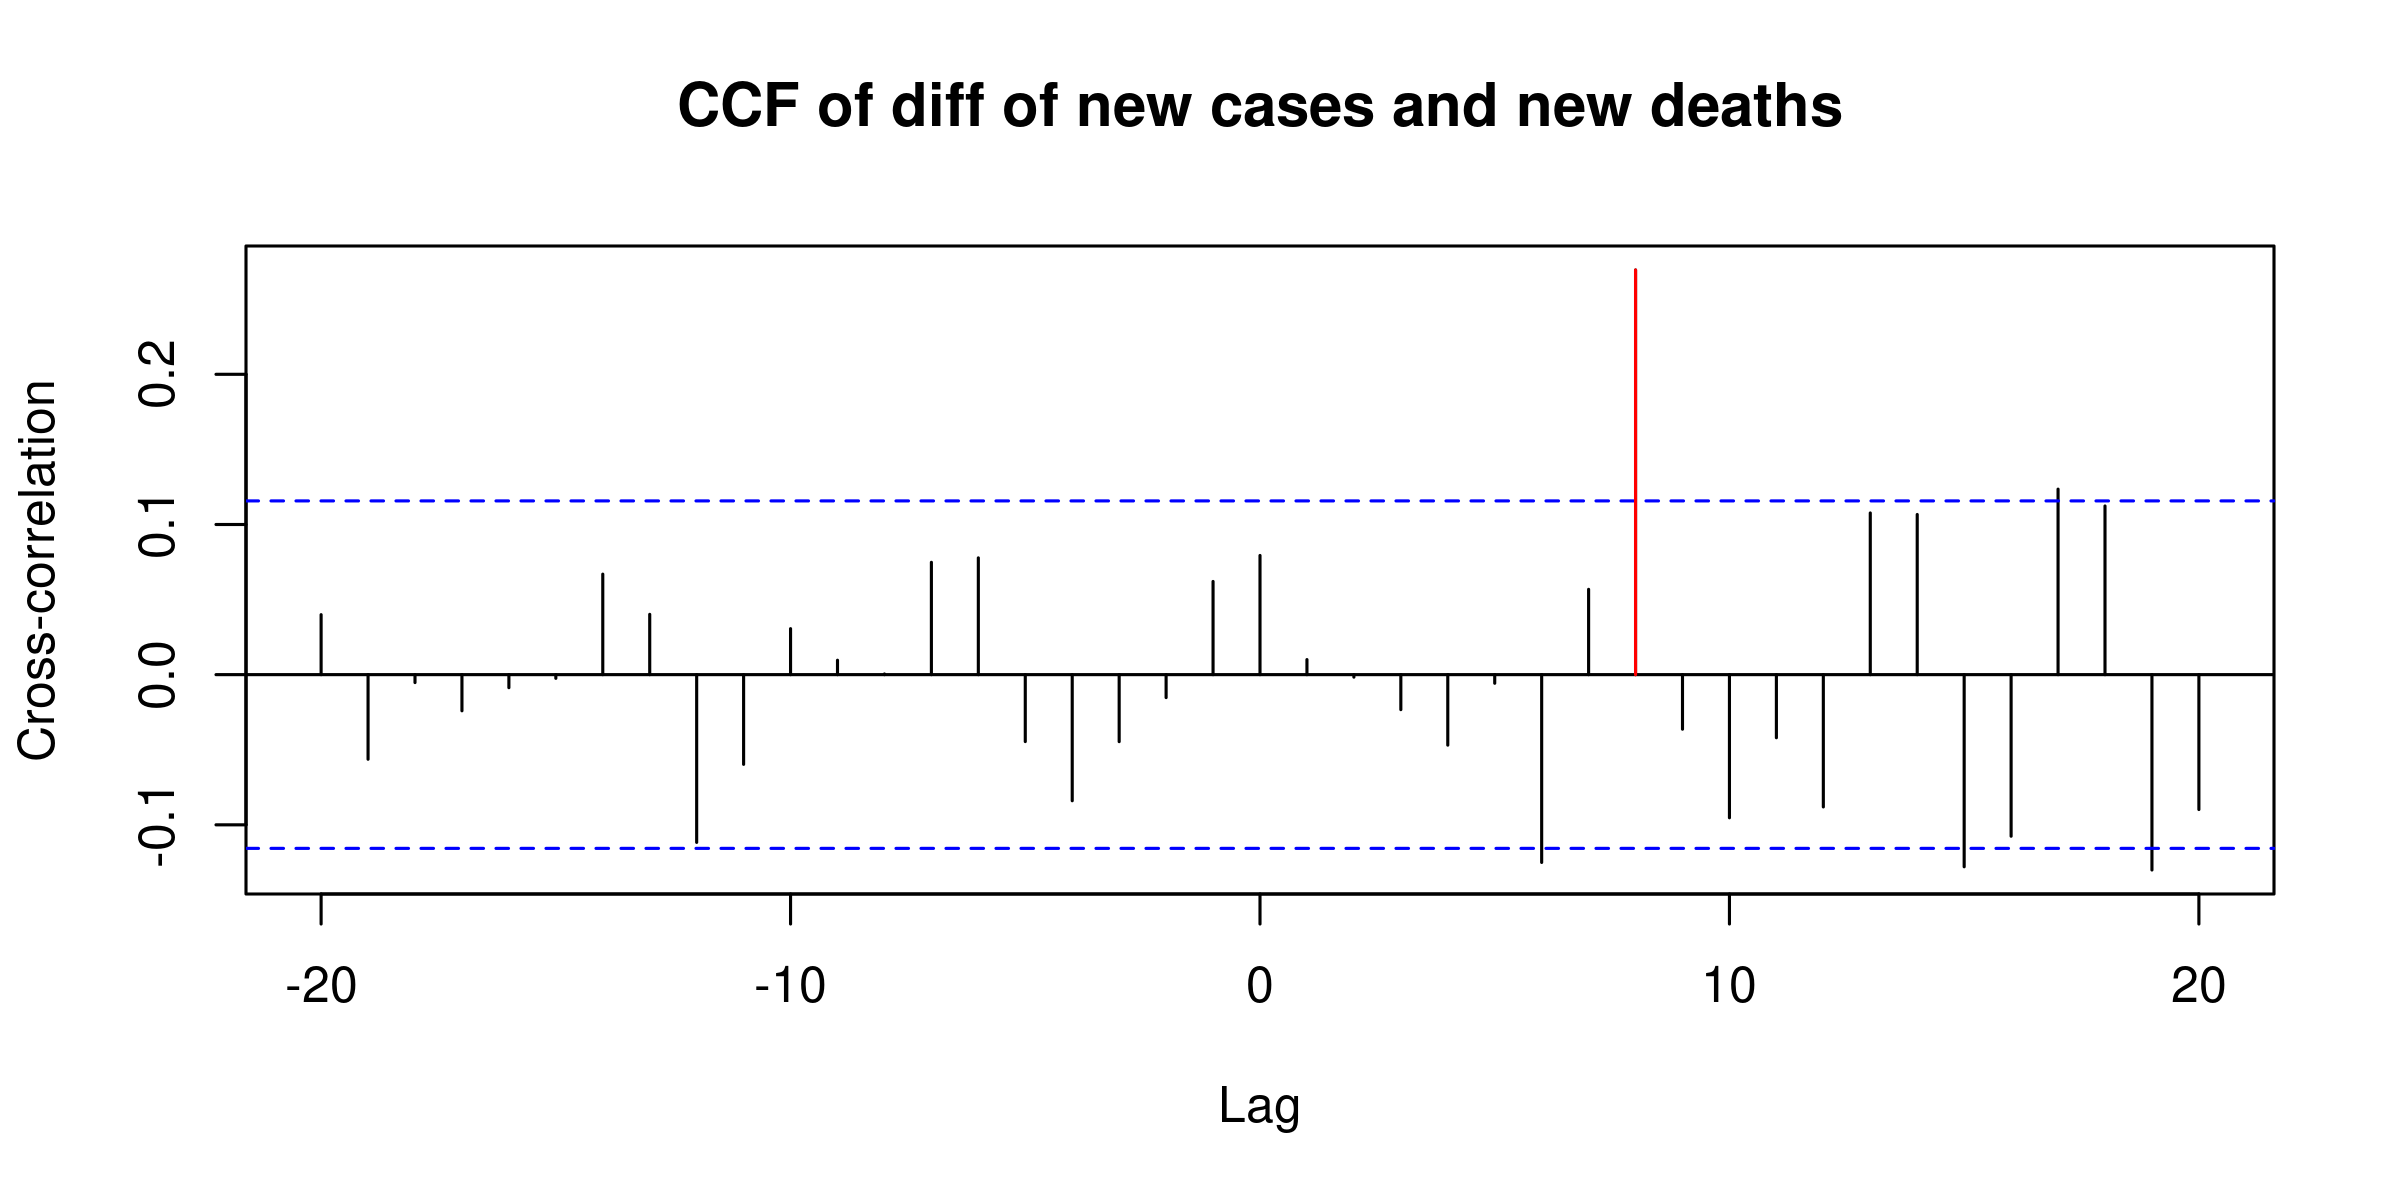 CCF of diff of new cases and new deaths
Cross-correlation
0.2
0.1
0.0
-0.1
-20 -10 0 10 20
Lag